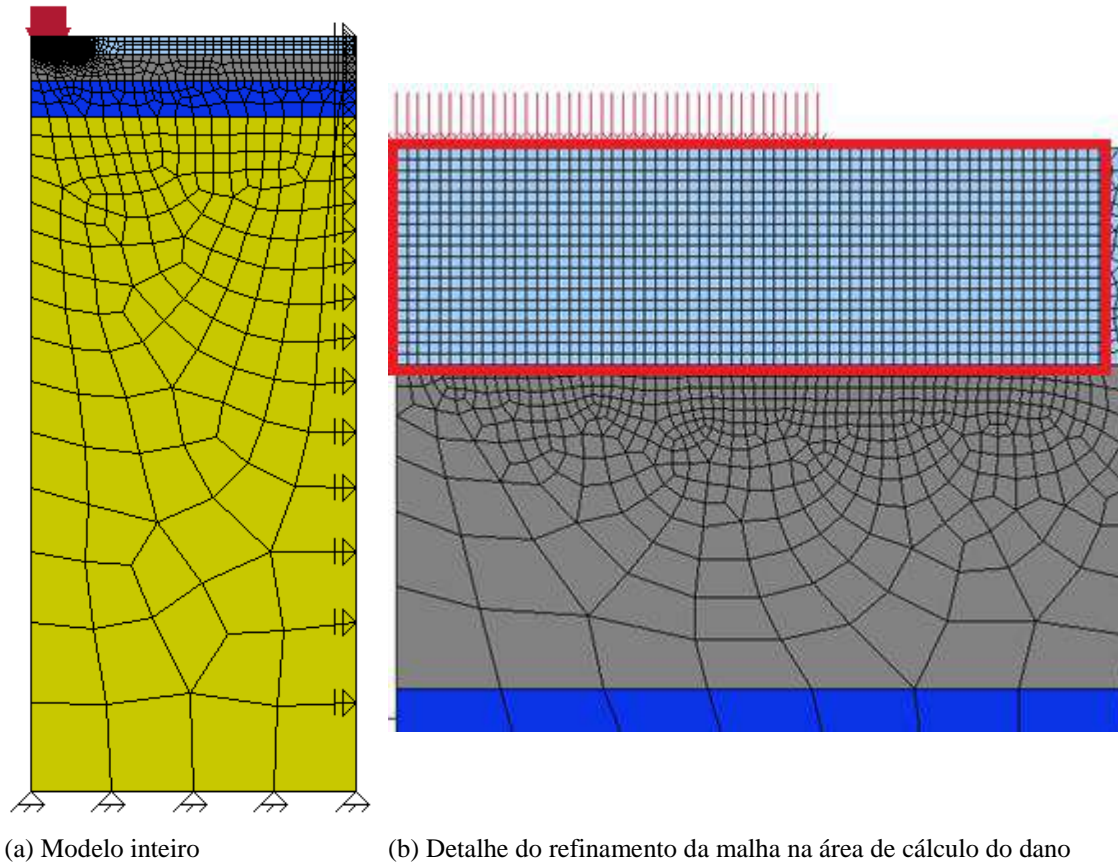 (a) Modelo inteiro
(b) Detalhe do refinamento da malha na área de cálculo do dano